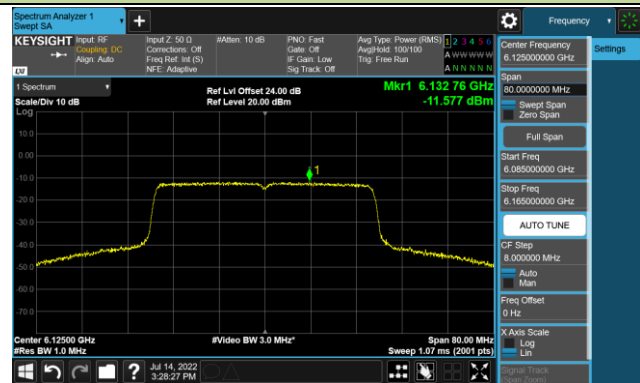 Spectrum Analyzer 1
Swept SA
Frequency
KEYSIGHT
Input: RF
Coupling: DC
Align: Auto
Input Z: 50 Ω
Corrections: Off
Freq Ref: Int (S)
NFE: Adaptive
#Atten: 10 dB
PNO: Fast
Gate: Off
IF Gain: Low
Sig Track: Off
Avg Type: Power (RMS)
Avg|Hold: 100/100
Trig: Free Run
1 2 3 4 5 6
A W W W W W
A N N N N N
LXI
1 Spectrum
Scale/Div 10 dB
Log
Ref Lvl Offset 24.00 dB
Ref Level 20.00 dBm
Mkr1 6.132 76 GHz
-11.577 dBm
10.0
0.00
-10.0
-20.0
-30.0
-40.0
-50.0
-60.0
-70.0
1
Center 6.12500 GHz
#Res BW 1.0 MHz
#Video BW 3.0 MHz*
Span 80.00 MHz
Sweep 1.07 ms (2001 pts)
Jul 14, 2022
3:28:27 PM
Center Frequency
6.125000000 GHz
Span
80.0000000 MHz
Swept Span
Zero Span
Full Span
Start Freq
6.085000000 GHz
Stop Freq
6.165000000 GHz
AUTO TUNE
CF Step
8.000000 MHz
Auto
Man
Freq Offset
0 Hz
X Axis Scale
Log
Lin
Signal Track
(Span Zoom)
Settings